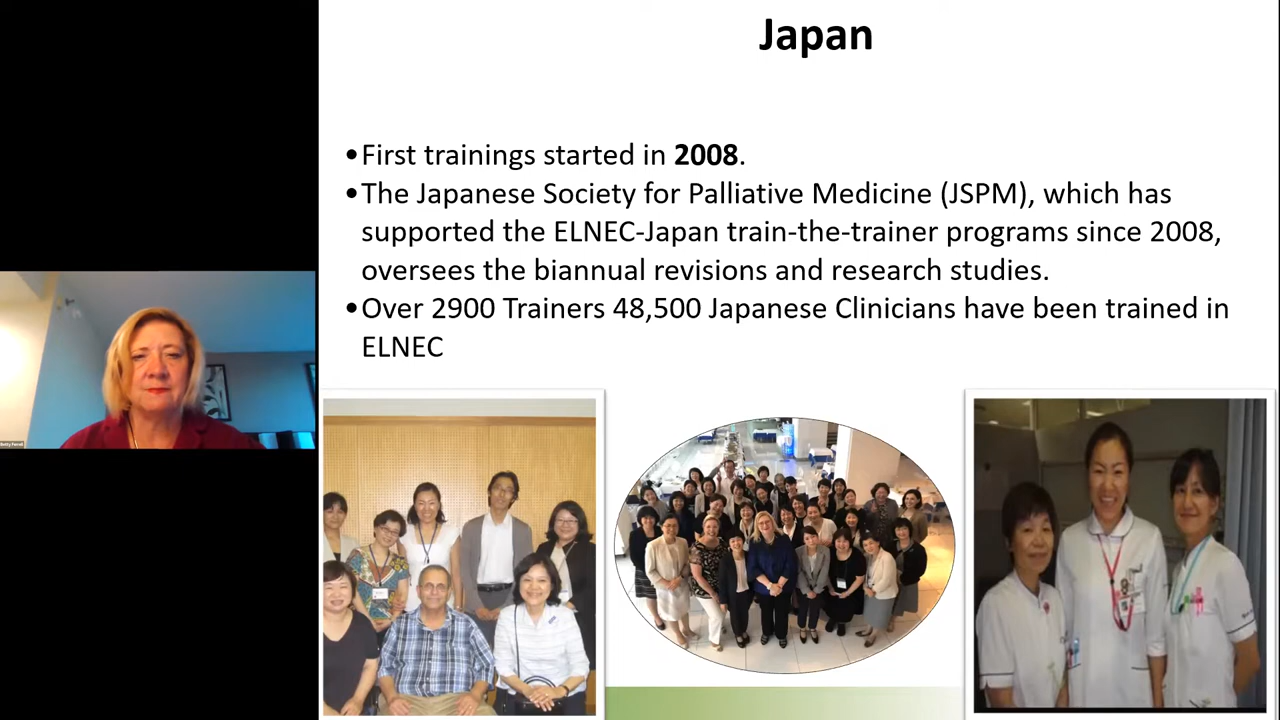 Japan
•First trainings started in 2008.
•The Japanese Society for Palliative Medicine (JSPM), which has
supported the ELNEC-Japan train-the-trainer programs since 2008,
oversees the biannual revisions and research studies.
•Over 2900 Trainers 48,500 Japanese Clinicians have been trained in
ELNEC
Betty Ferrell